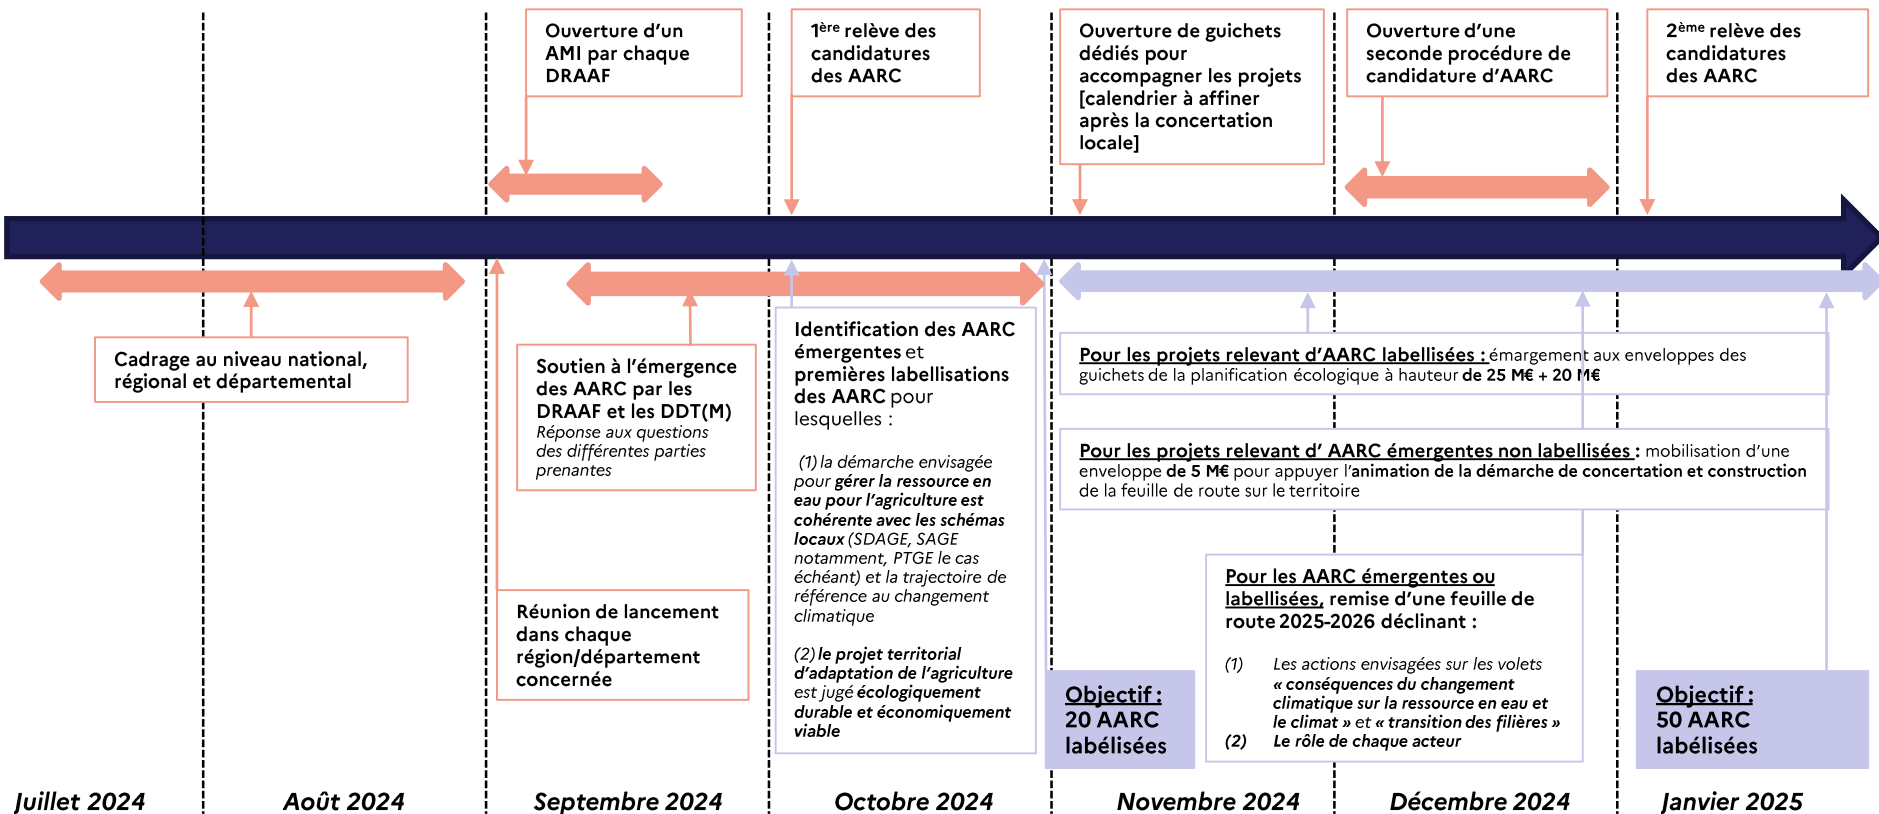 Ouverture d’un
AMI par chaque
DRAAF
1ère relève des
candidatures
des AARC
Ouverture de guichets
dédiés pour
accompagner les projets
[calendrier à affiner
après la concertation
locale]
Ouverture d’une
seconde procédure de
candidature d’AARC
2ème relève des
candidatures
des AARC
Cadrage au niveau national,
régional et départemental
Soutien à l’émergence
des AARC par les
DRAAF et les DDT(M)
Réponse aux questions
des différentes parties
prenantes
Réunion de lancement
dans chaque
région/département
concernée
Identification des AARC
émergentes et
premières labellisations
des AARC pour
lesquelles :
(1) la démarche envisagée
pour gérer la ressource en
eau pour l’agriculture est
cohérente avec les schémas
locaux (SDAGE, SAGE
notamment, PTGE le cas
échéant) et la trajectoire de
référence au changement
climatique
(2) le projet territorial
d’adaptation de l’agriculture
est jugé écologiquement
durable et économiquement
viable
Pour les projets relevant d’AARC labellisées : émargement aux enveloppes des
guichets de la planification écologique à hauteur de 25 M€ + 20 M€
Pour les projets relevant d’ AARC émergentes non labellisées : mobilisation d’une
enveloppe de 5 M€ pour appuyer l’animation de la démarche de concertation et construction
de la feuille de route sur le territoire
Objectif :
20 AARC
labélisées
Pour les AARC émergentes ou
labellisées, remise d’une feuille de
route 2025-2026 déclinant :
(1) Les actions envisagées sur les volets
« conséquences du changement
climatique sur la ressource en eau et
le climat » et « transition des filières »
(2) Le rôle de chaque acteur
Objectif :
50 AARC
labélisées
Juillet 2024
Août 2024
Septembre 2024
Octobre 2024
Novembre 2024
Décembre 2024
Janvier 2025